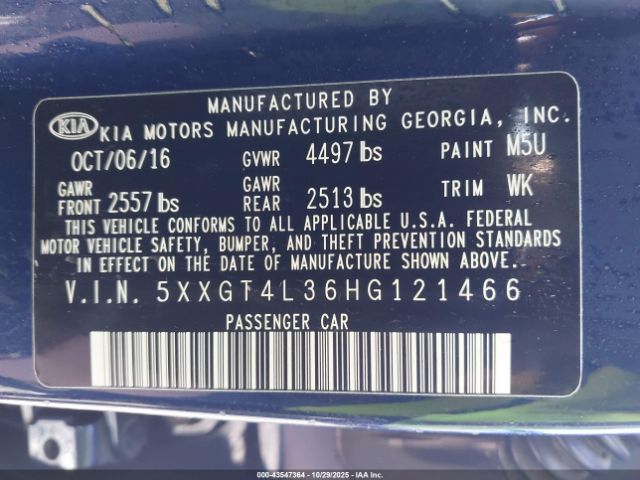 MANUFACTURED BY
KIA KIA MOTORS MANUFACTURING GEORGIA, INC.
OCT/06/16 GVWR 4497 lbs PAINT M5U
GAWR FRONT 2557 lbs GAWR REAR 2513 lbs TRIM WK
THIS VEHICLE CONFORMS TO ALL APPLICABLE U.S.A. FEDERAL
MOTOR VEHICLE SAFETY, BUMPER, AND THEFT PREVENTION STANDARDS
IN EFFECT ON THE DATE OF MANUFACTURE SHOWN ABOVE.
V.I.N. 5XXGT4L36HG121466
PASSENGER CAR
000-43547364 | 10/29/2025 - IAA, Inc.